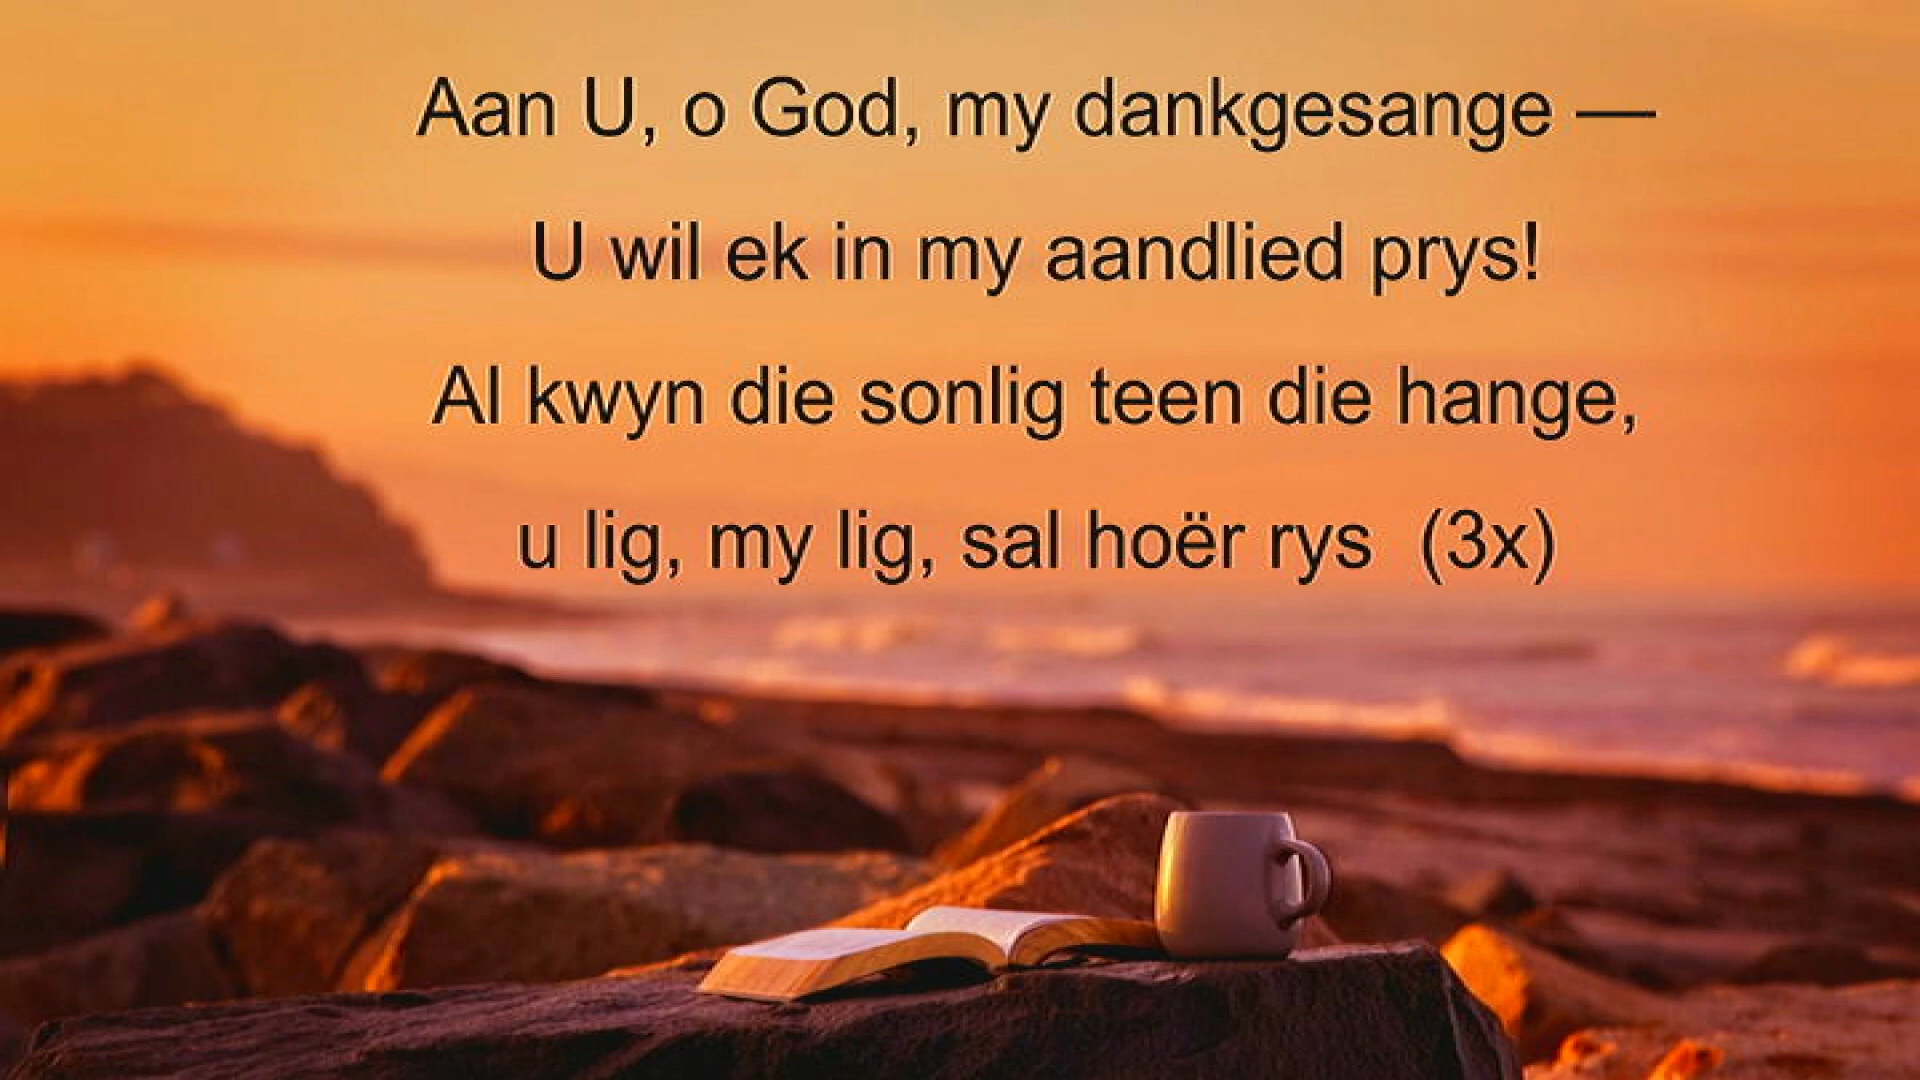 Aan U, o God, my dankgesange —
U wil ek in my aandlied prys!
Al kwyn die sonlig teen die hange,
u lig, my lig, sal hoër rys  (3x)